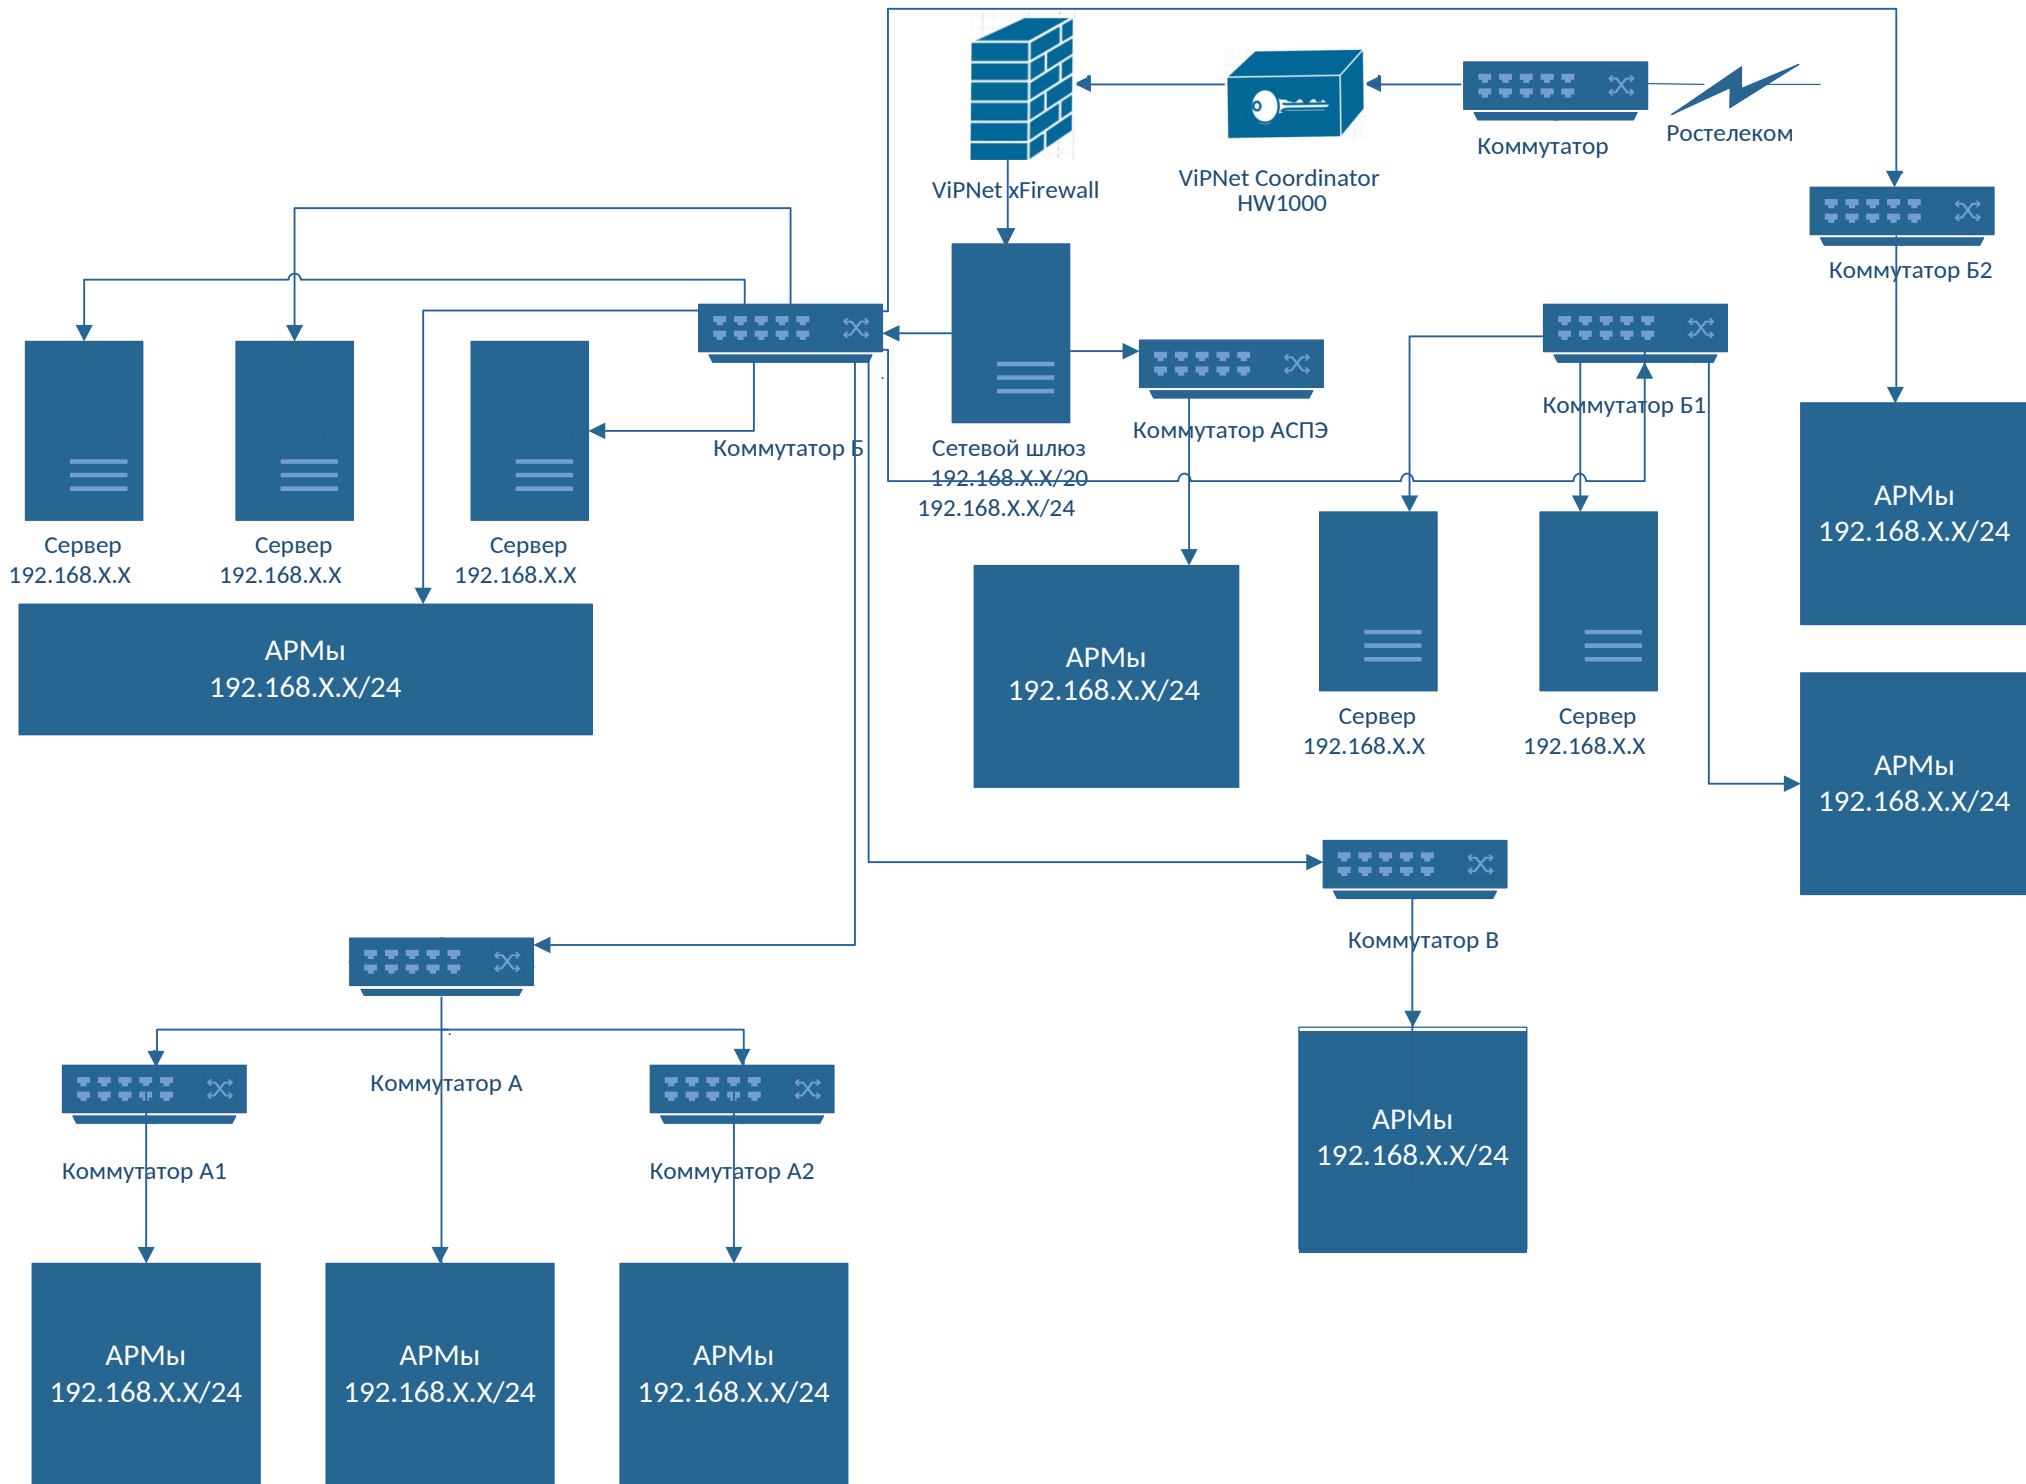 Ростелеком
Коммутатор
ViPNet Coordinator
HW1000
ViPNet xFirewall
Коммутатор Б2
Коммутатор Б1
Коммутатор АСПЭ
Коммутатор Б
Сетевой шлюз
192.168.X.X/20
192.168.X.X/24
Сервер
192.168.X.X
Сервер
192.168.X.X
Сервер
192.168.X.X
АРМы
192.168.X.X/24
АРМы
192.168.X.X/24
АРМы
192.168.X.X/24
Сервер
192.168.X.X
Сервер
192.168.X.X
АРМы
192.168.X.X/24
Коммутатор В
АРМы
192.168.X.X/24
Коммутатор А
Коммутатор А1
Коммутатор А2
АРМы
192.168.X.X/24
АРМы
192.168.X.X/24
АРМы
192.168.X.X/24